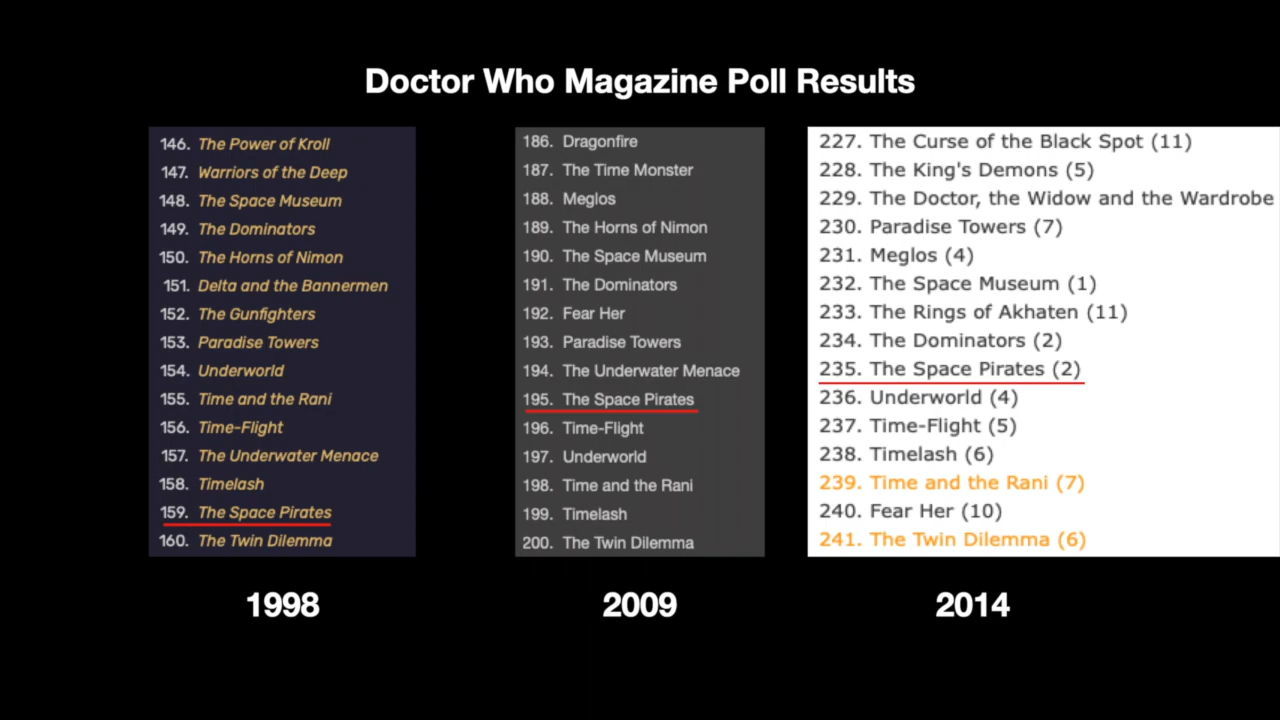 Doctor Who Magazine Poll Results
146. The Power of Kroll
147. Warriors of the Deep
148. The Space Museum
149. The Dominators
150. The Horns of Nimon
151. Delta and the Bannermen
152. The Gunfighters
153. Paradise Towers
154. Underworld
155. Time and the Rani
156. Time-Flight
157. The Underwater Menace
158. Timelash
159. The Space Pirates
160. The Twin Dilemma
1998
186. Dragonfire
187. The Time Monster
188. Meglos
189. The Horns of Nimon
190. The Space Museum
191. The Dominators
192. Fear Her
193. Paradise Towers
194. The Underwater Menace
195. The Space Pirates
196. Time-Flight
197. Underworld
198. Time and the Rani
199. Timelash
200. The Twin Dilemma
2009
227. The Curse of the Black Spot (11)
228. The King's Demons (5)
229. The Doctor, the Widow and the Wardrobe
230. Paradise Towers (7)
231. Meglos (4)
232. The Space Museum (1)
233. The Rings of Akhaten (11)
234. The Dominators (2)
235. The Space Pirates (2)
236. Underworld (4)
237. Time-Flight (5)
238. Timelash (6)
239. Time and the Rani (7)
240. Fear Her (10)
241. The Twin Dilemma (6)
2014